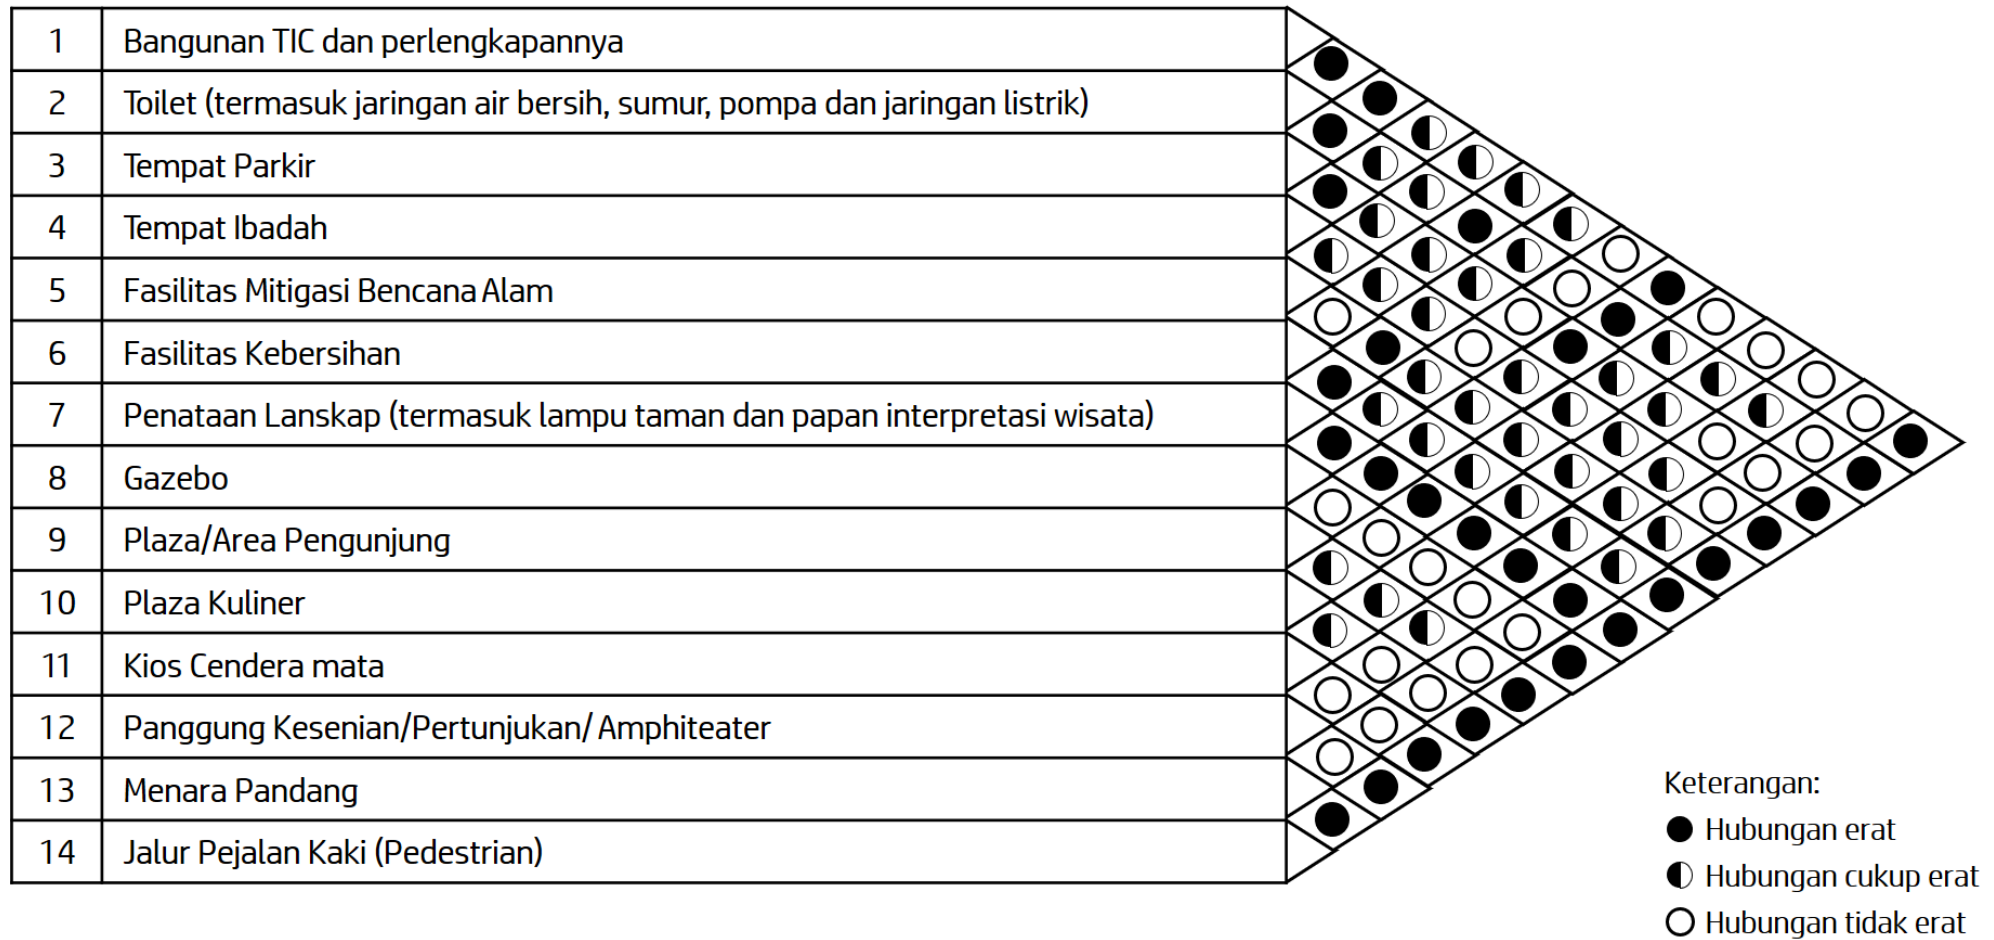 1 Bangunan TIC dan perlengkapannya
2 Toilet (termasuk jaringan air bersih, sumur, pompa dan jaringan listrik)
3 Tempat Parkir
4 Tempat Ibadah
5 Fasilitas Mitigasi Bencana Alam
6 Fasilitas Kebersihan
7 Penataan Lanskap (termasuk lampu taman dan papan interpretasi wisata)
8 Gazebo
9 Plaza/Area Pengunjung
10 Plaza Kuliner
11 Kios Cendera mata
12 Panggung Kesenian/Pertunjukan/ Amphiteater
13 Menara Pandang
14 Jalur Pejalan Kaki (Pedestrian)
Keterangan:
Hubungan erat
Hubungan cukup erat
Hubungan tidak erat